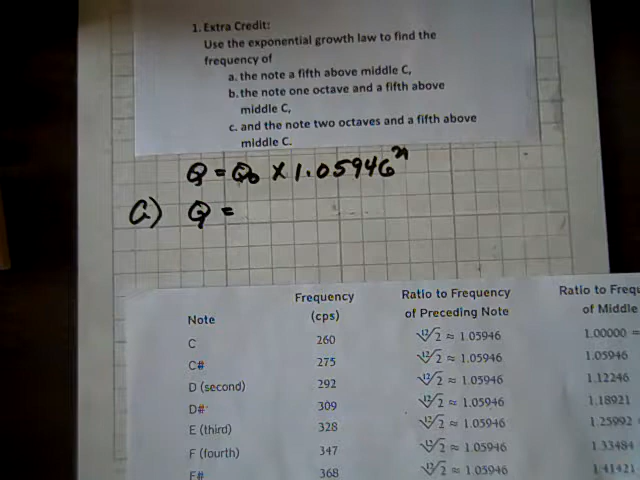 1. Extra Credit:
Use the exponential growth law to find the
frequency of
a. the note a fifth above middle C,
b. the note one octave and a fifth above
middle C,
c. and the note two octaves and a fifth above
middle C.
Q = Q₀ × 1.05946ⁿ
a) Q =
Note Frequency (cps) Ratio to Frequency of Preceding Note Ratio to Frequ of Middle
C 260 ¹²√2 ≈ 1.05946 1.00000 =
C# 275 ¹²√2 ≈ 1.05946 1.05946
D (second) 292 ¹²√2 ≈ 1.05946 1.12246
D# 309 ¹²√2 ≈ 1.05946 1.18921
E (third) 328 ¹²√2 ≈ 1.05946 1.25992
F (fourth) 347 ¹²√2 ≈ 1.05946 1.33484
F# 368 ¹²√2 ≈ 1.05946 1.41421